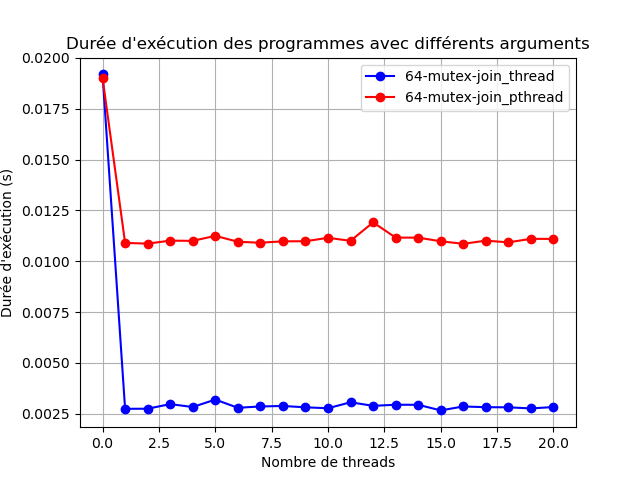 Durée d'exécution des programmes avec différents arguments
64-mutex-join_thread
64-mutex-join_pthread
Durée d'exécution (s)
0.0200
0.0175
0.0150
0.0125
0.0100
0.0075
0.0050
0.0025
0.0 2.5 5.0 7.5 10.0 12.5 15.0 17.5 20.0
Nombre de threads